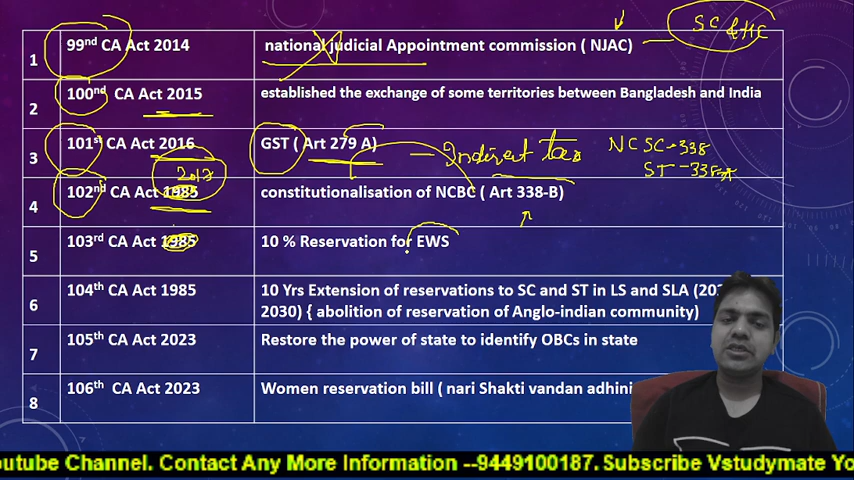 SC & HC
1 99nd CA Act 2014 national judicial Appointment commission ( NJAC)
2 100nd CA Act 2015 established the exchange of some territories between Bangladesh and India
3 101st CA Act 2016 GST ( Art 279 A) – Indirect tax NC SC - 338
2017 ST - 338-A
4 102nd CA Act 1985 constitutionalisation of NCBC ( Art 338-B)
5 103rd CA Act 1985 10 % Reservation for EWS
6 104th CA Act 1985 10 Yrs Extension of reservations to SC and ST in LS and SLA
2030) { abolition of reservation of Anglo-indian community)
7 105th CA Act 2023 Restore the power of state to identify OBCs in state
8 106th CA Act 2023 Women reservation bill ( nari Shakti vandan
outube Channel. Contact Any More Information --9449100187. Subscribe Vstudymate Yo